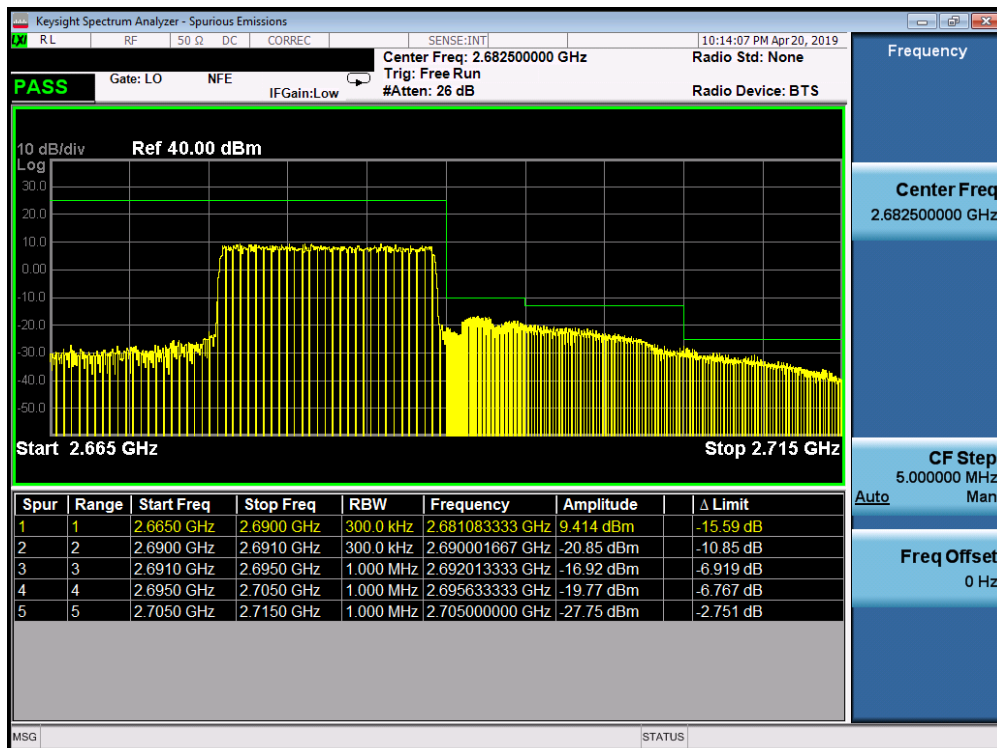 Keysight Spectrum Analyzer - Spurious Emissions
LXI RL RF 50 Ω DC CORREC SENSE:INT 10:14:07 PM Apr 20, 2019
Center Freq: 2.682500000 GHz Radio Std: None
Trig: Free Run
PASS Gate: LO NFE IFGain:Low #Atten: 26 dB Radio Device: BTS
Frequency
10 dB/div Ref 40.00 dBm
Log
30.0
20.0
10.0
0.00
-10.0
-20.0
-30.0
-40.0
-50.0
Start 2.665 GHz Stop 2.715 GHz
Center Freq
2.682500000 GHz
CF Step
5.000000 MHz
Auto Man
Freq Offset
0 Hz
Spur Range Start Freq Stop Freq RBW Frequency Amplitude Δ Limit
1 1 2.6650 GHz 2.6900 GHz 300.0 kHz 2.681083333 GHz 9.414 dBm -15.59 dB
2 2 2.6900 GHz 2.6910 GHz 300.0 kHz 2.690001667 GHz -20.85 dBm -10.85 dB
3 3 2.6910 GHz 2.6950 GHz 1.000 MHz 2.692013333 GHz -16.92 dBm -6.919 dB
4 4 2.6950 GHz 2.7050 GHz 1.000 MHz 2.695633333 GHz -19.77 dBm -6.767 dB
5 5 2.7050 GHz 2.7150 GHz 1.000 MHz 2.705000000 GHz -27.75 dBm -2.751 dB
MSG STATUS